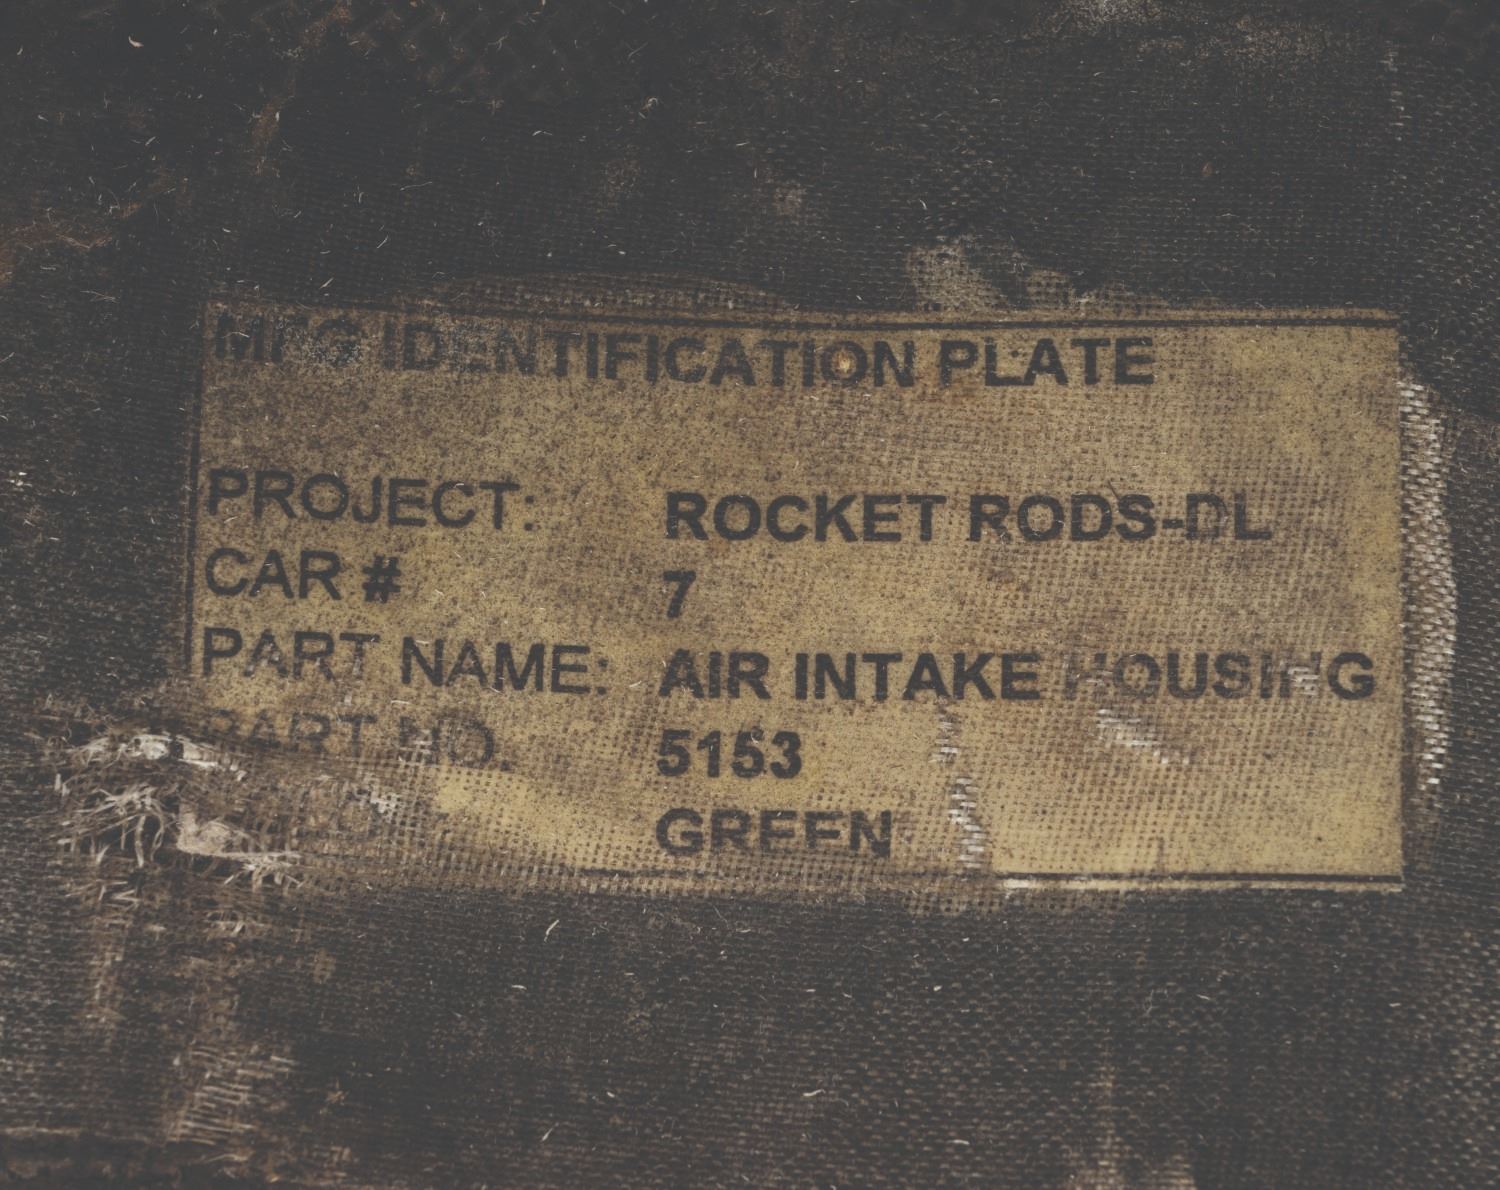 MFG IDENTIFICATION PLATE
PROJECT: ROCKET RODS-DL
CAR # 7
PART NAME: AIR INTAKE HOUSING
PART NO. 5153
GREEN